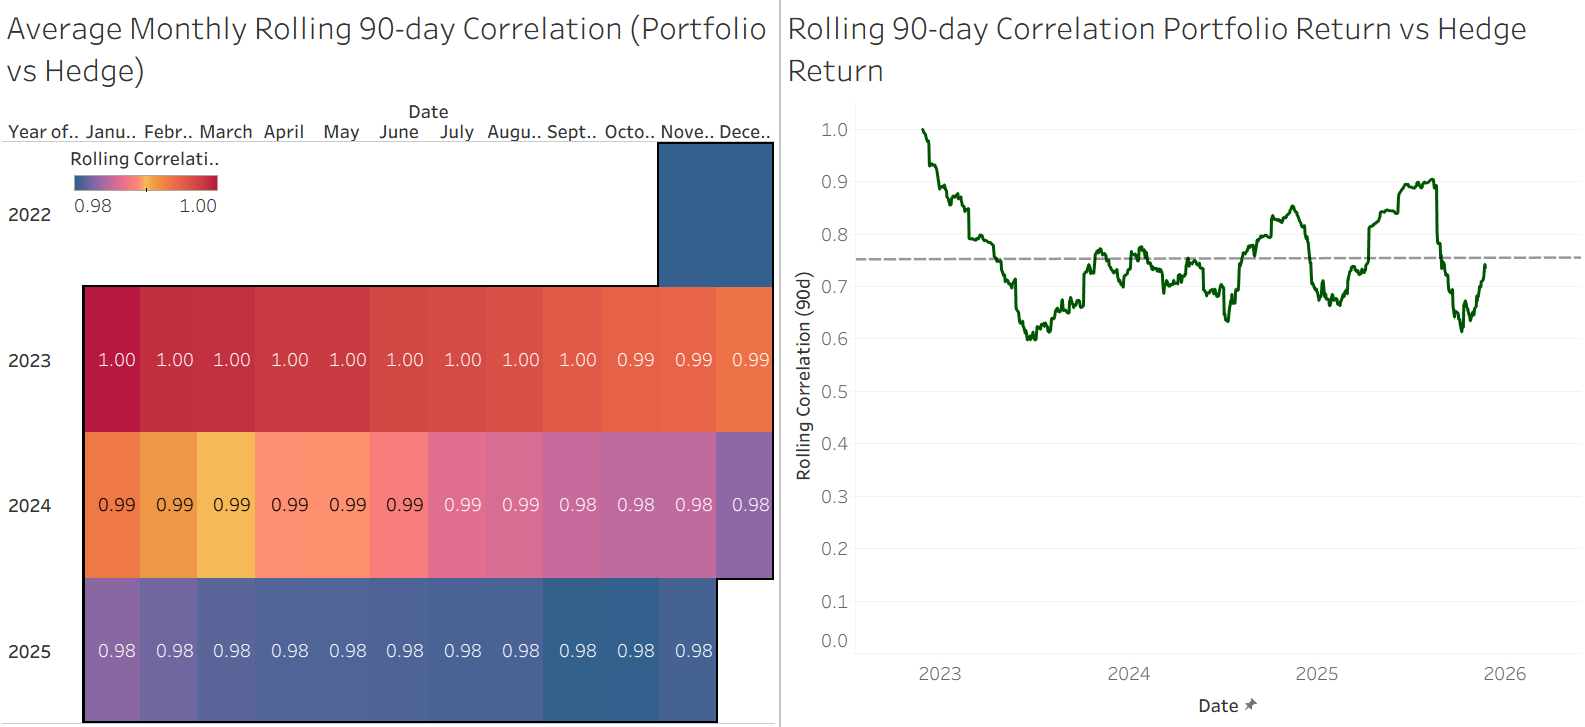 Average Monthly Rolling 90-day Correlation (Portfolio
vs Hedge)
Date
Year of.. Janu.. Febr.. March April May June July Augu.. Sept.. Octo.. Nove.. Dece..
Rolling Correlati..
0.98 1.00
2022
2023 1.00 1.00 1.00 1.00 1.00 1.00 1.00 1.00 1.00 0.99 0.99 0.99
2024 0.99 0.99 0.99 0.99 0.99 0.99 0.99 0.99 0.98 0.98 0.98 0.98
2025 0.98 0.98 0.98 0.98 0.98 0.98 0.98 0.98 0.98 0.98 0.98
Rolling 90-day Correlation Portfolio Return vs Hedge
Return
Rolling Correlation (90d)
1.0
0.9
0.8
0.7
0.6
0.5
0.4
0.3
0.2
0.1
0.0
2023 2024 2025 2026
Date